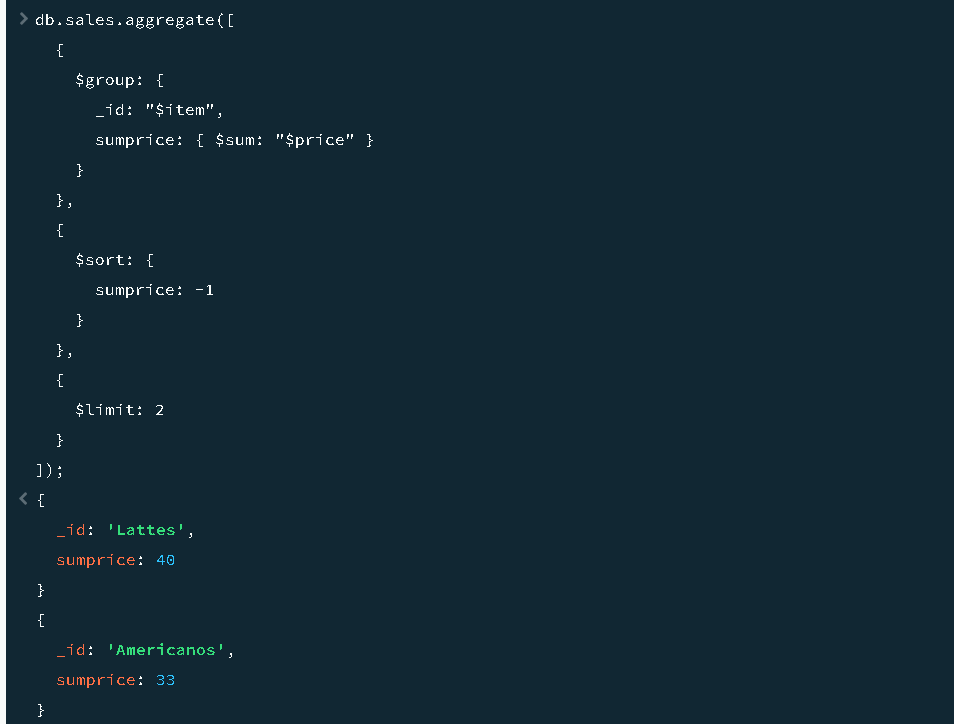 > db.sales.aggregate([
{
$group: {
_id: "$item",
sumprice: { $sum: "$price" }
}
},
{
$sort: {
sumprice: -1
}
},
{
$limit: 2
}
]);
< {
_id: 'Lattes',
sumprice: 40
}
{
_id: 'Americanos',
sumprice: 33
}